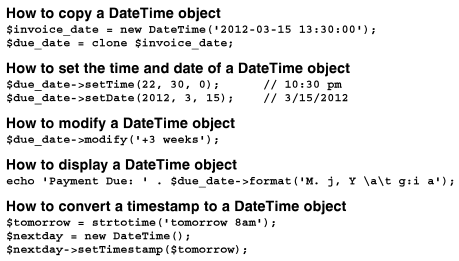 How to copy a DateTime object
$invoice_date = new DateTime('2012-03-15 13:30:00');
$due_date = clone $invoice_date;
How to set the time and date of a DateTime object
$due_date->setTime(22, 30, 0);      // 10:30 pm
$due_date->setDate(2012, 3, 15);    // 3/15/2012
How to modify a DateTime object
$due_date->modify('+3 weeks');
How to display a DateTime object
echo 'Payment Due: ' . $due_date->format('M. j, Y \a\t g:i a');
How to convert a timestamp to a DateTime object
$tomorrow = strtotime('tomorrow 8am');
$nextday = new DateTime();
$nextday->setTimestamp($tomorrow);